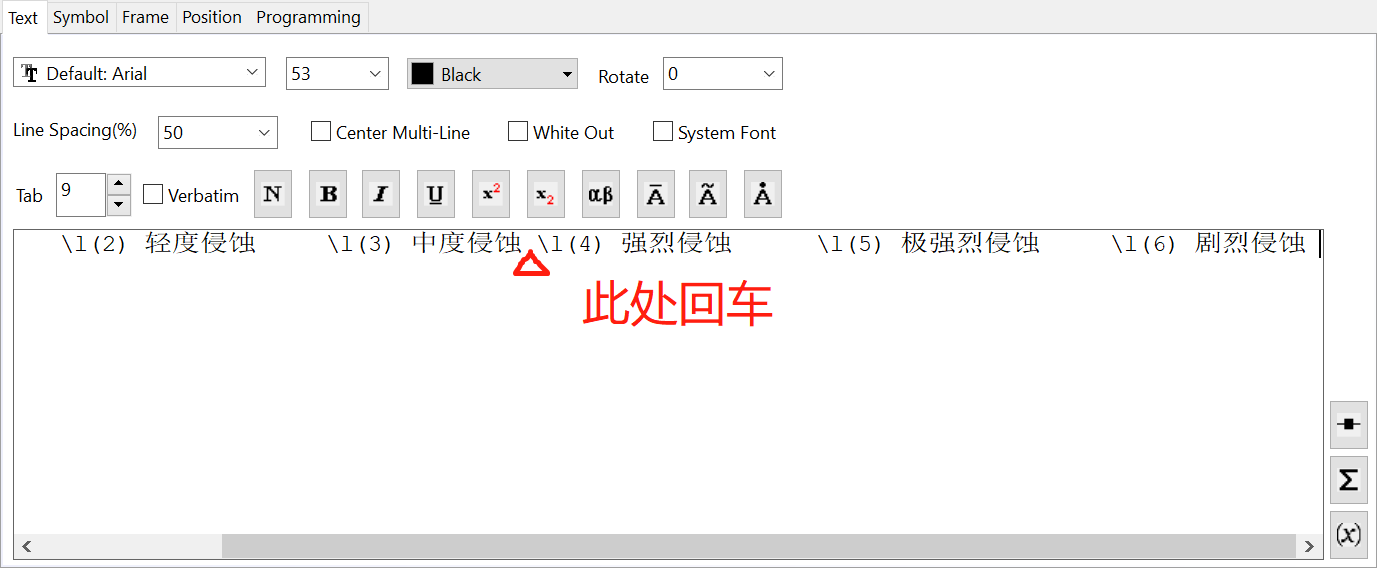 Text Symbol Frame Position Programming
Default: Arial 53 Black Rotate 0
Line Spacing(%) 50 Center Multi-Line White Out System Font
Tab 9 Verbatim N B I U x² x₂ αβ Ā Ã Å
\l(2) 轻度侵蚀 \l(3) 中度侵蚀 \l(4) 强烈侵蚀 \l(5) 极强烈侵蚀 \l(6) 剧烈侵蚀
此处回车
Σ
(x)